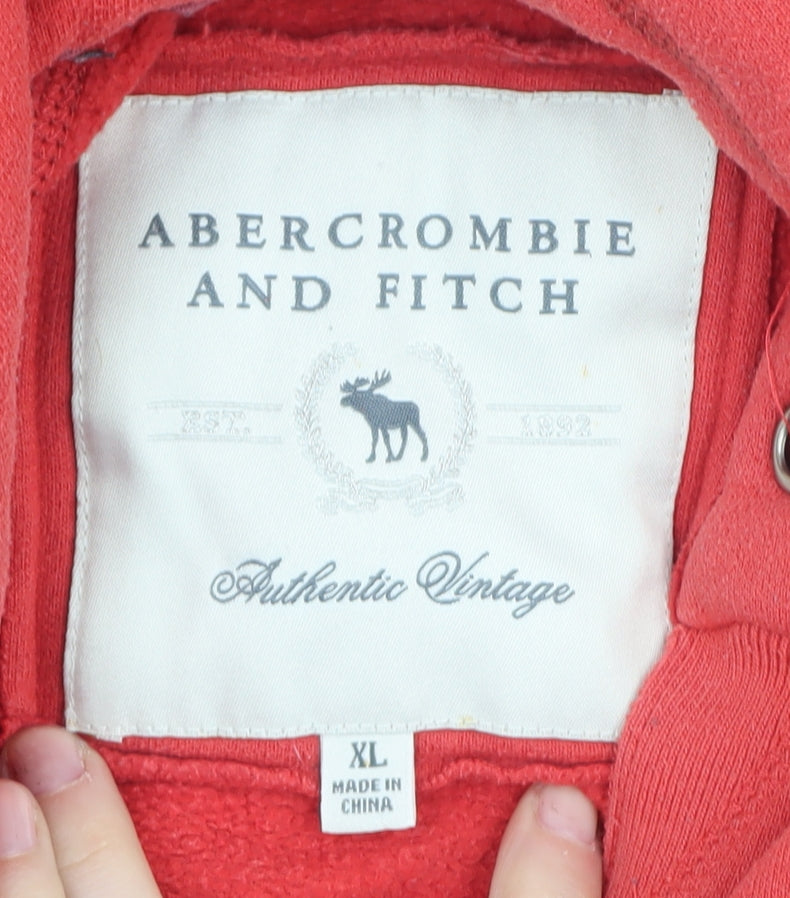 ABERCROMBIE
AND FITCH
EST. 1892
Authentic Vintage
XL
MADE IN
CHINA